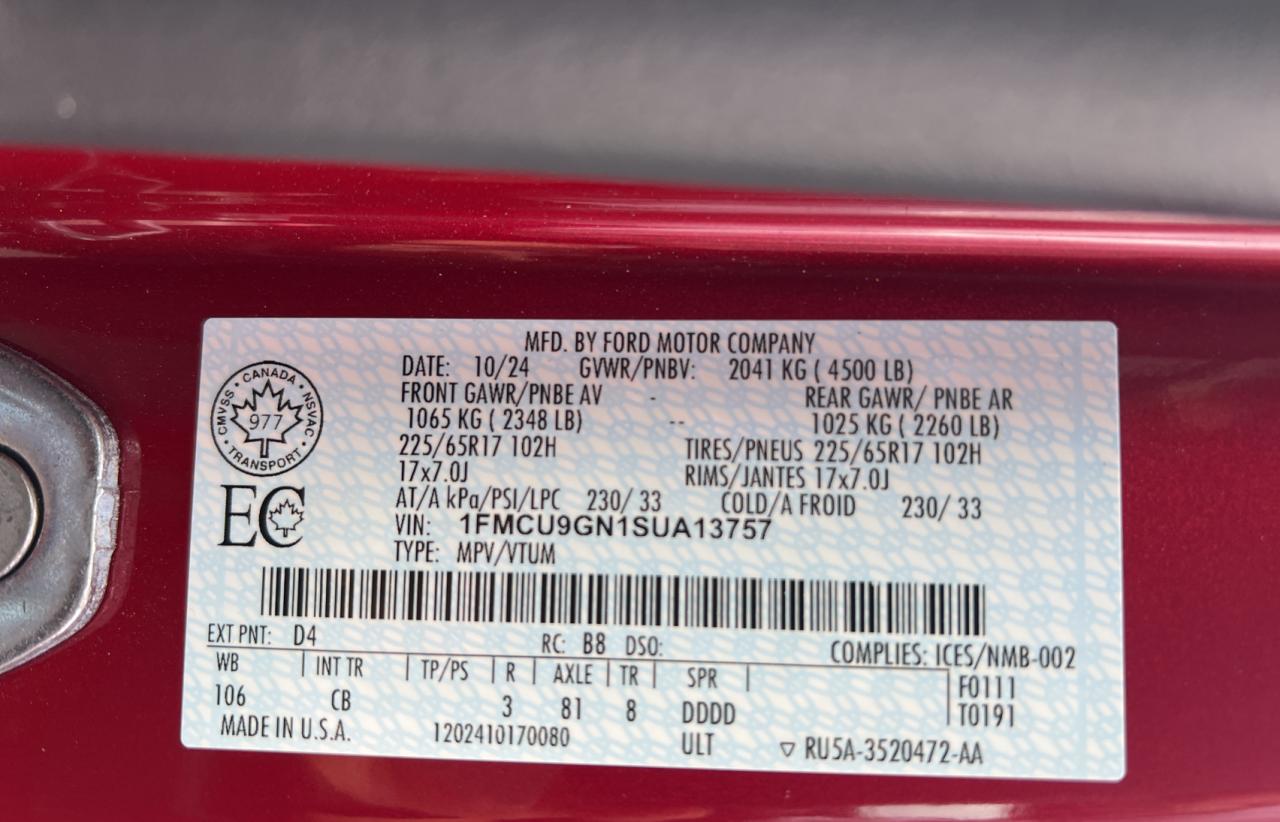 MFD. BY FORD MOTOR COMPANY
DATE: 10/24 GVWR/PNBV: 2041 KG ( 4500 LB)
FRONT GAWR/PNBE AV - REAR GAWR/ PNBE AR
1065 KG ( 2348 LB) -- 1025 KG ( 2260 LB)
225/65R17 102H TIRES/PNEUS 225/65R17 102H
17x7.0J RIMS/JANTES 17x7.0J
AT/A kPa/PSI/LPC 230/ 33 COLD/A FROID 230/ 33
VIN: 1FMCU9GN1SUA13757
TYPE: MPV/VTUM
CANADA
CMVSS 977 NSVAC
TRANSPORT
EC
EXT PNT: D4 RC: B8 DSO: COMPLIES: ICES/NMB-002
WB INT TR TP/PS R AXLE TR SPR F0111
106 CB 3 81 8 DDDD T0191
MADE IN U.S.A. 1202410170080 ULT ▽ RU5A-3520472-AA